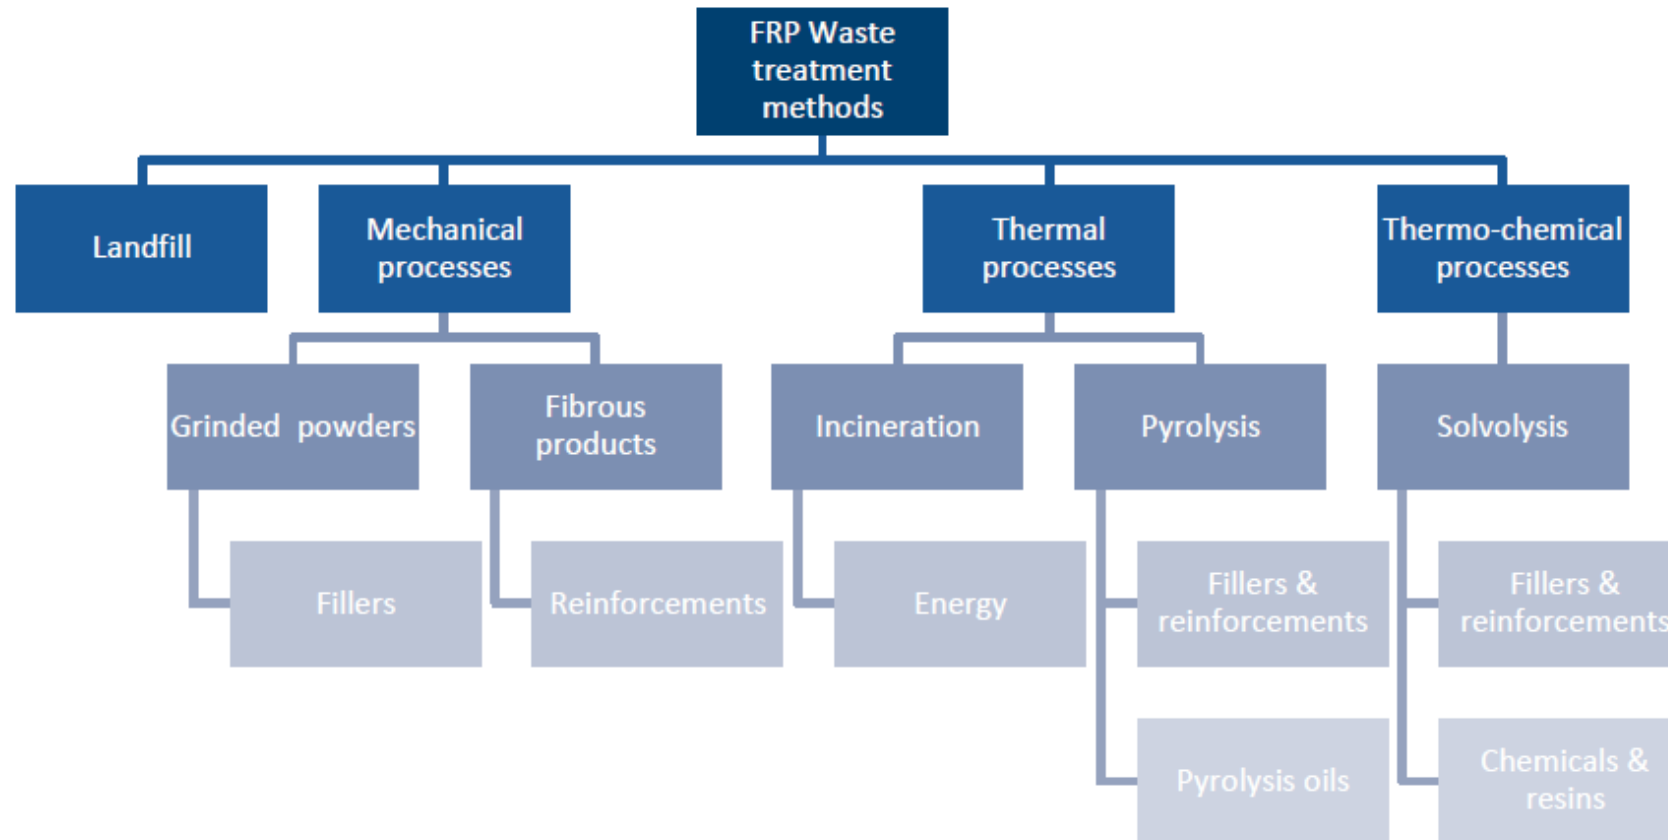 FRP Waste
treatment
methods
Landfill
Mechanical
processes
Thermal
processes
Thermo-chemical
processes
Grinded powders
Fibrous
products
Incineration
Pyrolysis
Solvolysis
Fillers
Reinforcements
Energy
Fillers &
reinforcements
Fillers &
reinforcements
Pyrolysis oils
Chemicals &
resins